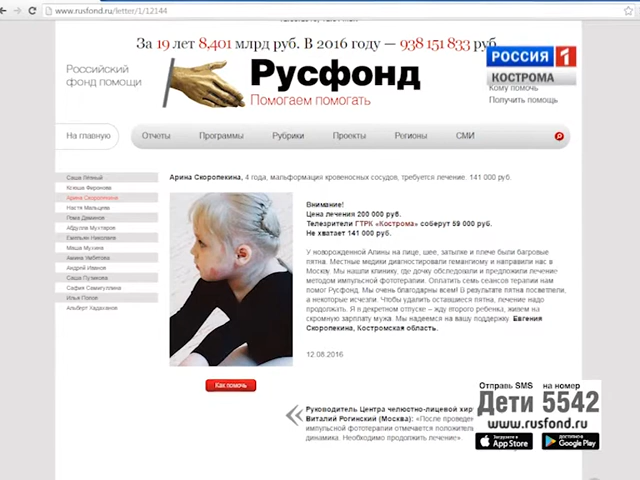 www.rusfond.ru/letter/1/12144
За 19 лет 8,401 млрд руб. В 2016 году — 938 151 833 руб.
Российский
фонд помощи
Русфонд
Помогаем помогать
РОССИЯ 1
КОСТРОМА
Кому помочь
Получить помощь
На главную
Отчеты
Программы
Рубрики
Проекты
Регионы
СМИ
Саша Лённый
Ксюша Фиронова
Арина Скоропекина
Настя Мальцева
Рома Деминов
Абдулла Мухтаров
Емельян Николаев
Маша Мухина
Амина Умбетова
Андрей Иванов
Саша Пузикова
София Самигуллина
Илья Попов
Альберт Хаджанов
Арина Скоропекина, 4 года, мальформация кровеносных сосудов, требуется лечение. 141 000 руб.
Внимание!
Цена лечения 200 000 руб.
Телезрители ГТРК «Кострома» соберут 59 000 руб.
Не хватает 141 000 руб.
У новорожденной Алины на лице, шее, затылке и плече были багровые
пятна. Местные медики диагностировали гемангиому и направили нас в
Москву. Мы нашли клинику, где дочку обследовали и предложили лечение
методом импульсной фототерапии. Оплатить семь сеансов терапии нам
помог Русфонд. Мы очень благодарны всем! В результате пятна посветлели,
а некоторые исчезли. Чтобы удалить оставшиеся пятна, лечение надо
продолжать. Я в декретном отпуске – жду второго ребенка, живем на
скромную зарплату мужа. Мы надеемся на вашу поддержку. Евгения
Скоропекина, Костромская область.
12.08.2016
Как помочь
Руководитель Центра челюстно-лицевой хир
Виталий Рогинский (Москва): «После проведен
импульсной фототерапии отмечается положитель
динамика. Необходимо продолжить лечение».
Отправь SMS на номер
Дети 5542
www.rusfond.ru
Загрузите в
App Store
ДОСТУПНО В
Google Play